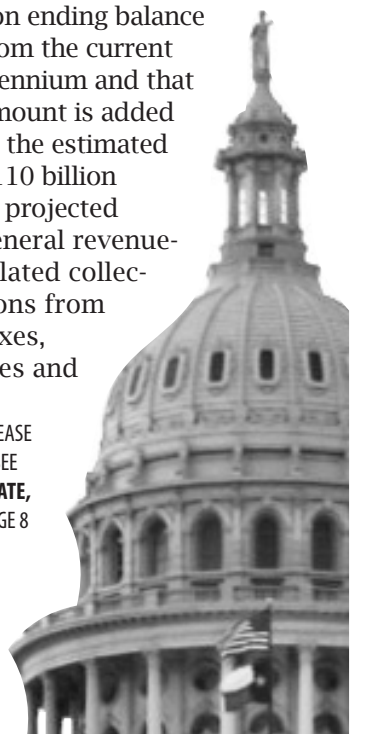 on ending balance
om the current
ennium and that
mount is added
the estimated
10 billion
projected
eneral revenue-
lated collec-
ons from
xes,
es and
EASE
EE
ATE,
GE 8